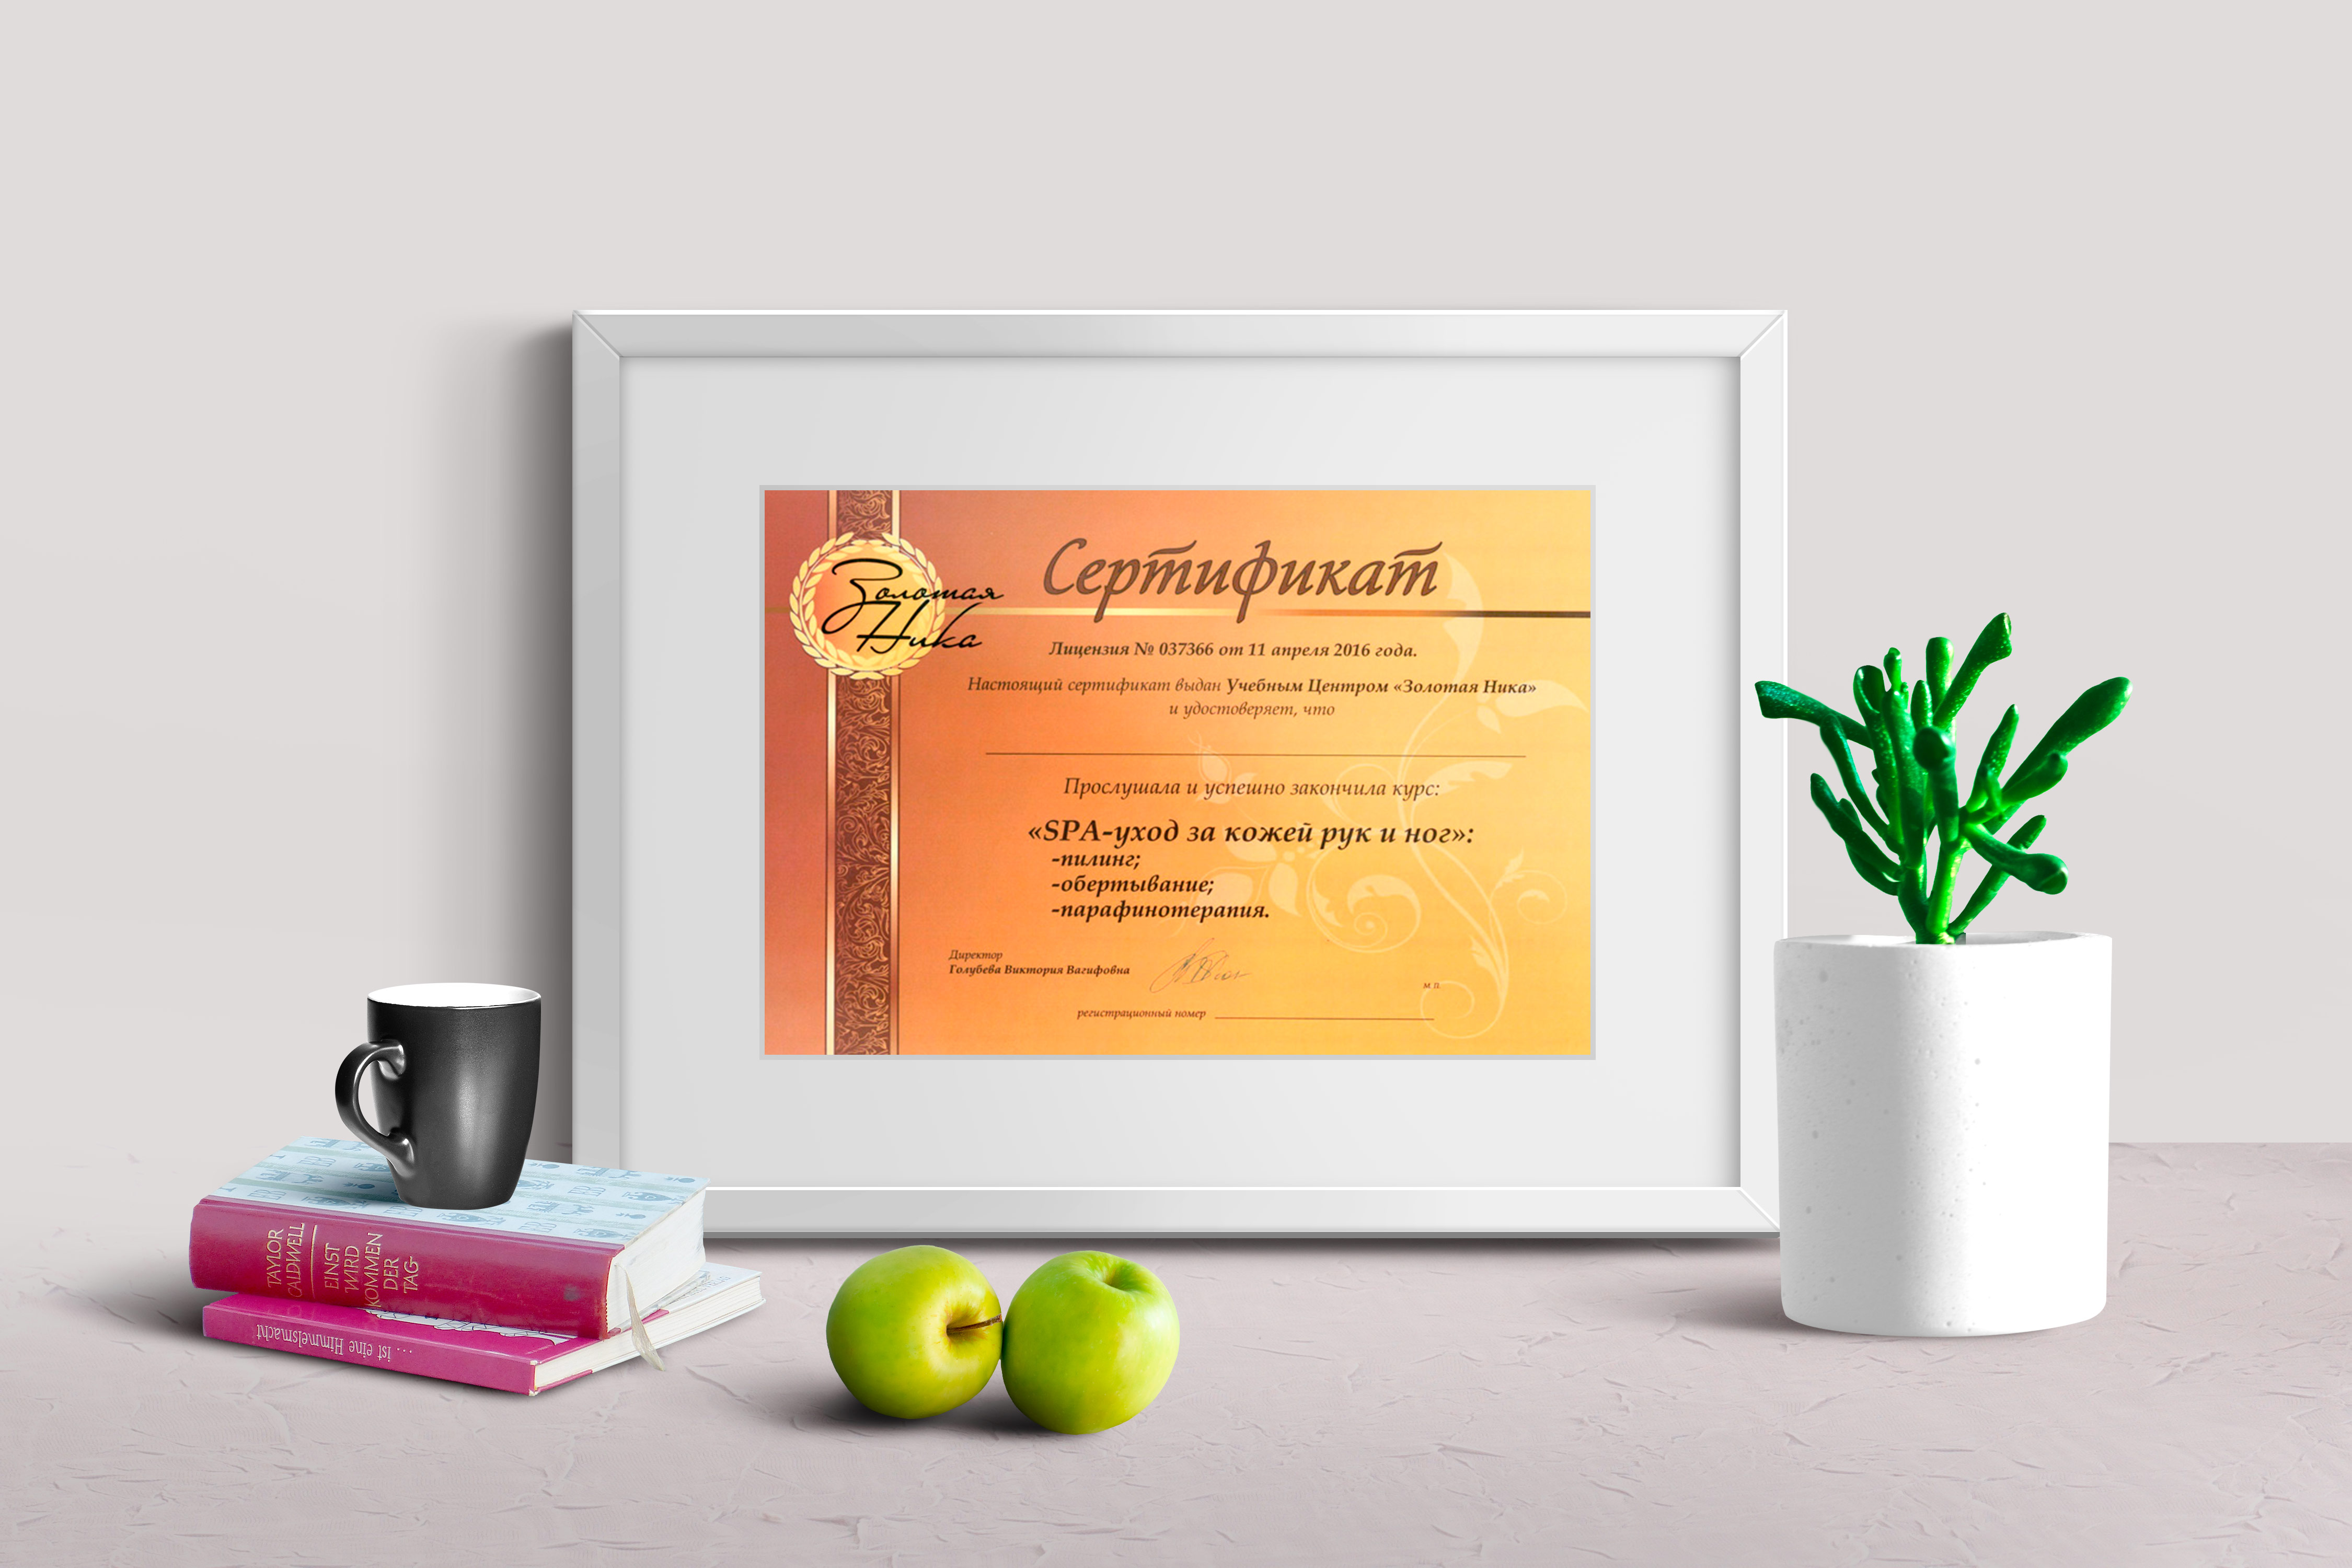 Золотая
Ника
Сертификат
Лицензия № 037366 от 11 апреля 2016 года.
Настоящий сертификат выдан Учебным Центром «Золотая Ника»
и удостоверяет, что
Прослушала и успешно закончила курс:
«SPA-уход за кожей рук и ног»:
-пилинг;
-обертывание;
-парафинотерапия.
Директор
Голубева Виктория Вагифовна
М.П.
регистрационный номер
TAYLOR
CALDWELL
EINST
WIRD
KOMMEN
DER
TAG-
... ist eine Himmelsmacht